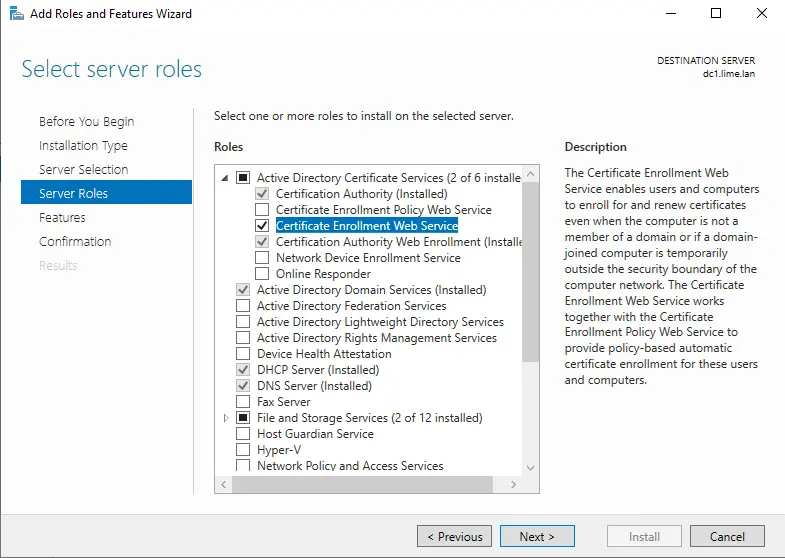 Add Roles and Features Wizard
Select server roles
DESTINATION SERVER
dc1.lime.lan
Before You Begin
Installation Type
Server Selection
Server Roles
Features
Confirmation
Results
Select one or more roles to install on the selected server.
Roles
Active Directory Certificate Services (2 of 6 installe
Certification Authority (Installed)
Certificate Enrollment Policy Web Service
Certificate Enrollment Web Service
Certification Authority Web Enrollment (Installe
Network Device Enrollment Service
Online Responder
Active Directory Domain Services (Installed)
Active Directory Federation Services
Active Directory Lightweight Directory Services
Active Directory Rights Management Services
Device Health Attestation
DHCP Server (Installed)
DNS Server (Installed)
Fax Server
File and Storage Services (2 of 12 installed)
Host Guardian Service
Hyper-V
Network Policy and Access Services
Description
The Certificate Enrollment Web
Service enables users and computers
to enroll for and renew certificates
even when the computer is not a
member of a domain or if a domain-
joined computer is temporarily
outside the security boundary of the
computer network. The Certificate
Enrollment Web Service works
together with the Certificate
Enrollment Policy Web Service to
provide policy-based automatic
certificate enrollment for these users
and computers.
< Previous
Next >
Install
Cancel